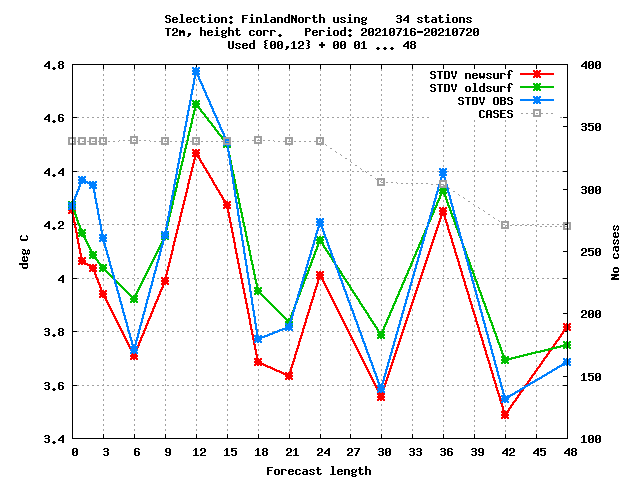 Selection: FinlandNorth using 34 stations
T2m, height corr. Period: 20210716-20210720
Used {00,12} + 00 01 ... 48
STDV newsurf
STDV oldsurf
STDV OBS
CASES
4.8
4.6
4.4
4.2
4
3.8
3.6
3.4
deg C
400
350
300
250
200
150
100
No cases
0 3 6 9 12 15 18 21 24 27 30 33 36 39 42 45 48
Forecast length